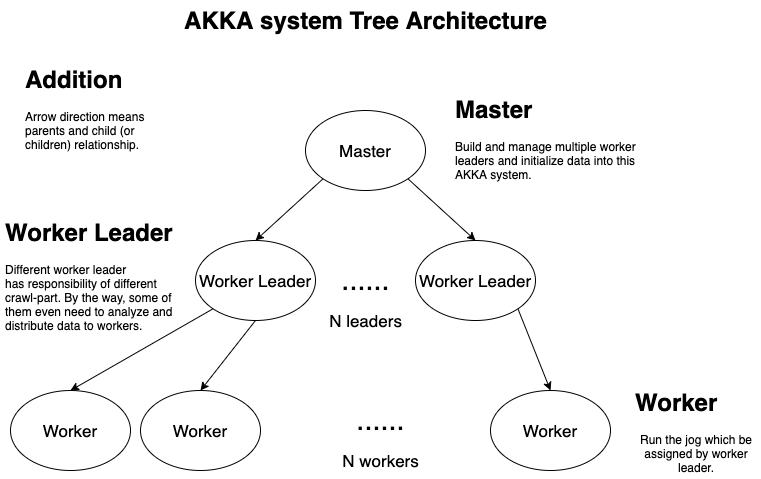 AKKA system Tree Architecture
Addition
Arrow direction means
parents and child (or
children) relationship.
Master
Master
Build and manage multiple worker
leaders and initialize data into this
AKKA system.
Worker Leader
Different worker leader
has responsibility of different
crawl-part. By the way, some of
them even need to analyze and
distribute data to workers.
Worker Leader
......
Worker Leader
N leaders
Worker
Worker
......
N workers
Worker
Worker
Run the jog which be
assigned by worker
leader.